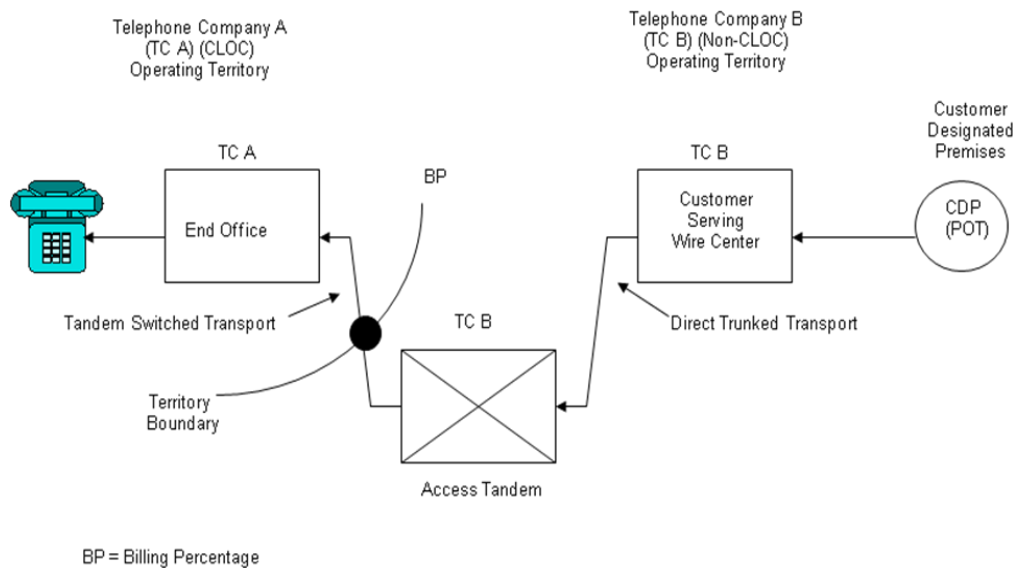 Telephone Company A
(TC A) (CLOC)
Operating Territory
Telephone Company B
(TC B) (Non-CLOC)
Operating Territory
Customer
Designated
Premises
TC A
BP
TC B
End Office
Customer
Serving
Wire Center
CDP
(POT)
Tandem Switched Transport
TC B
Direct Trunked Transport
Territory
Boundary
Access Tandem
BP = Billing Percentage